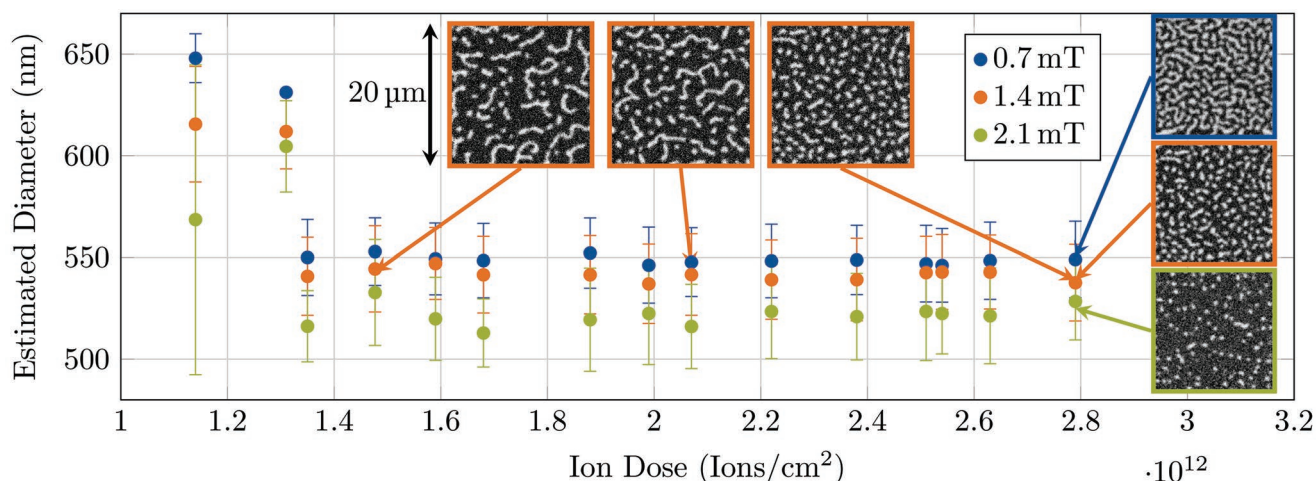 650
600
550
500
Estimated Diameter (nm)
20 µm
0.7 mT
1.4 mT
2.1 mT
1
1.2
1.4
1.6
1.8
2
2.2
2.4
2.6
2.8
3
3.2
Ion Dose (Ions/cm²)
·10¹²